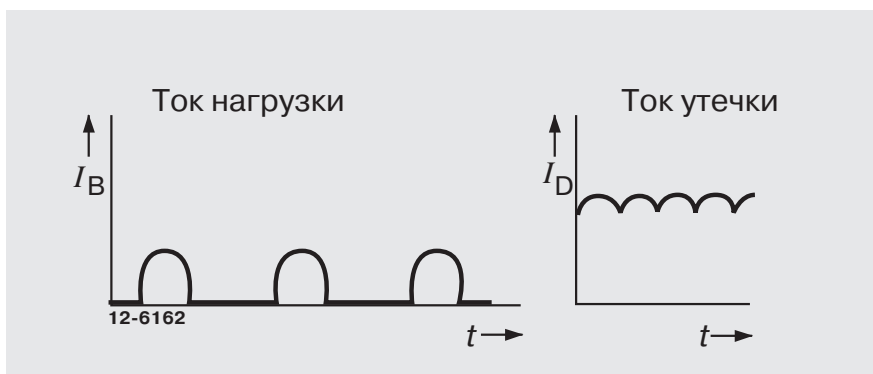 Ток нагрузки
Ток утечки
I_B
I_D
12-6162
t
t